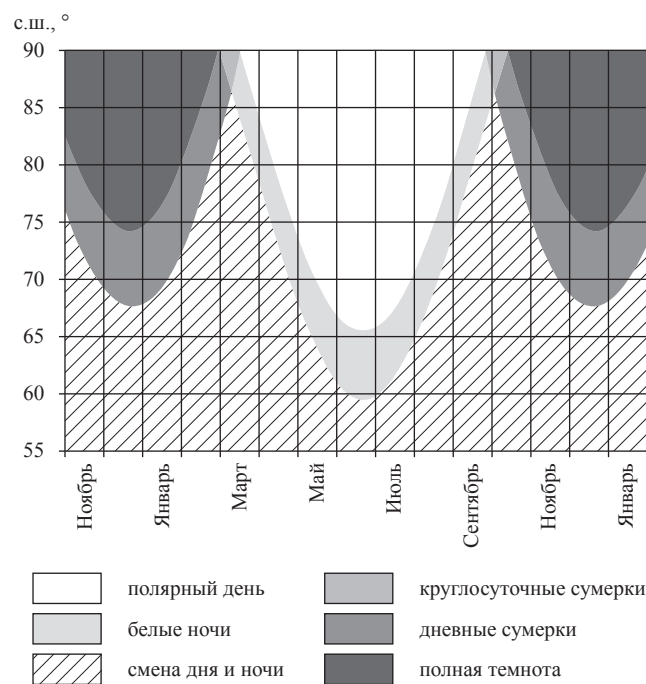 с.ш., °
90
85
80
75
70
65
60
55
Ноябрь
Январь
Март
Май
Июль
Сентябрь
Ноябрь
Январь
полярный день
белые ночи
смена дня и ночи
круглосуточные сумерки
дневные сумерки
полная темнота